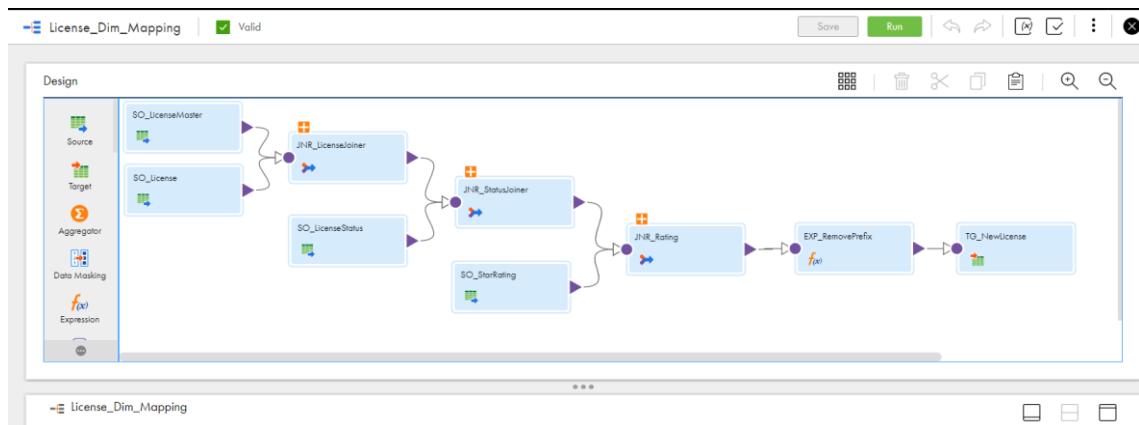 License_Dim_Mapping
Valid
Save
Run
Design
Source
Target
Aggregator
Data Masking
Expression
SO_LicenseMaster
SO_License
JNR_LicenseJoiner
SO_LicenseStatus
JNR_StatusJoiner
SO_StarRating
JNR_Rating
EXP_RemovePrefix
TG_NewLicense
License_Dim_Mapping